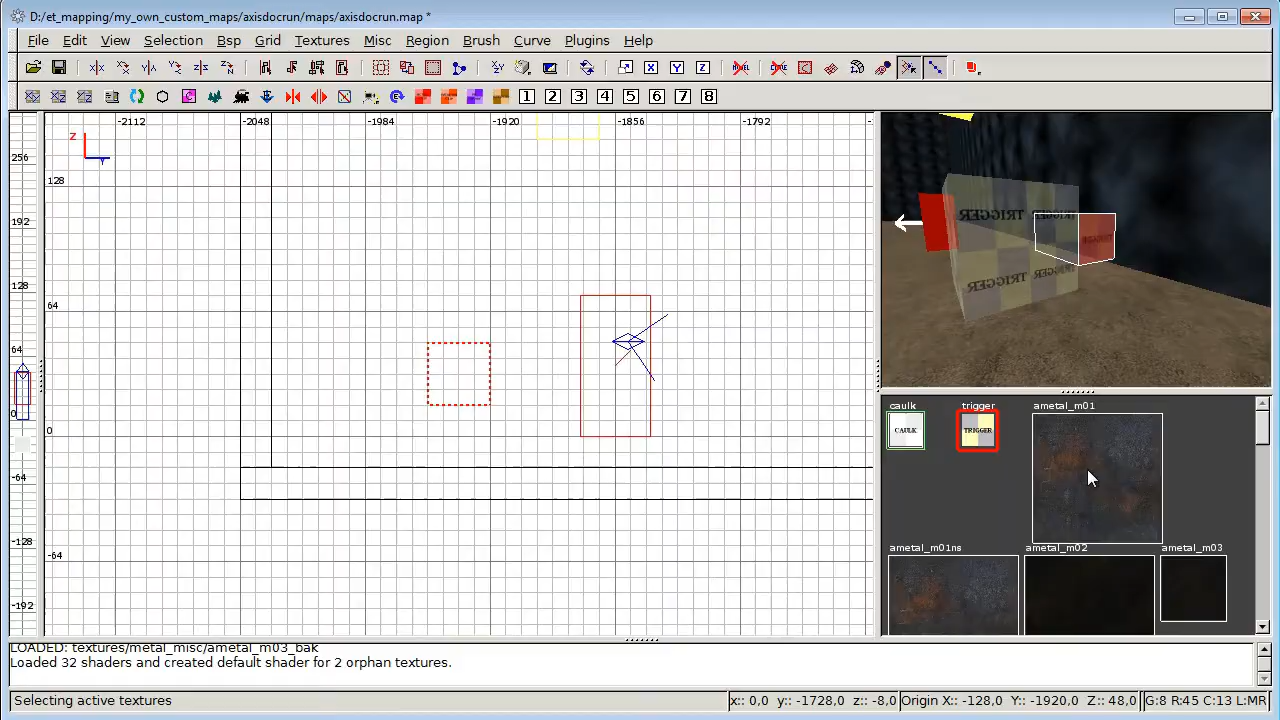 D:/et_mapping/my_own_custom_maps/axisdocrun/maps/axisdocrun.map *
File Edit View Selection Bsp Grid Textures Misc Region Brush Curve Plugins Help
1 2 3 4 5 6 7 8
-2112 -2048 -1984 -1920 -1856 -1792
Z
Y
256
192
128
64
0
-64
-128
-192
128
64
0
-64
TRIGGER TRIGGER
TRIGGER TRIGGER
TRIGGER
caulk trigger ametal_m01
CAULK TRIGGER
ametal_m01ns ametal_m02 ametal_m03
LOADED: textures/metal_misc/ametal_m03_bak
Loaded 32 shaders and created default shader for 2 orphan textures.
Selecting active textures x:: 0,0 y:: -1728,0 z:: -8,0 Origin X:: -128,0 Y:: -1920,0 Z:: 48,0 G:8 R:45 C:13 L:MR